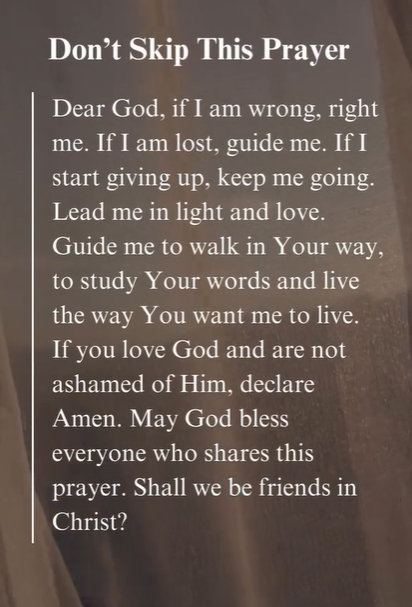 Don’t Skip This Prayer
Dear God, if I am wrong, right
me. If I am lost, guide me. If I
start giving up, keep me going.
Lead me in light and love.
Guide me to walk in Your way,
to study Your words and live
the way You want me to live.
If you love God and are not
ashamed of Him, declare
Amen. May God bless
everyone who shares this
prayer. Shall we be friends in
Christ?